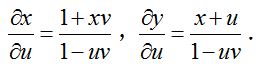 ∂x/∂u = (1+xv)/(1−uv) , ∂y/∂u = (x+u)/(1−uv) .